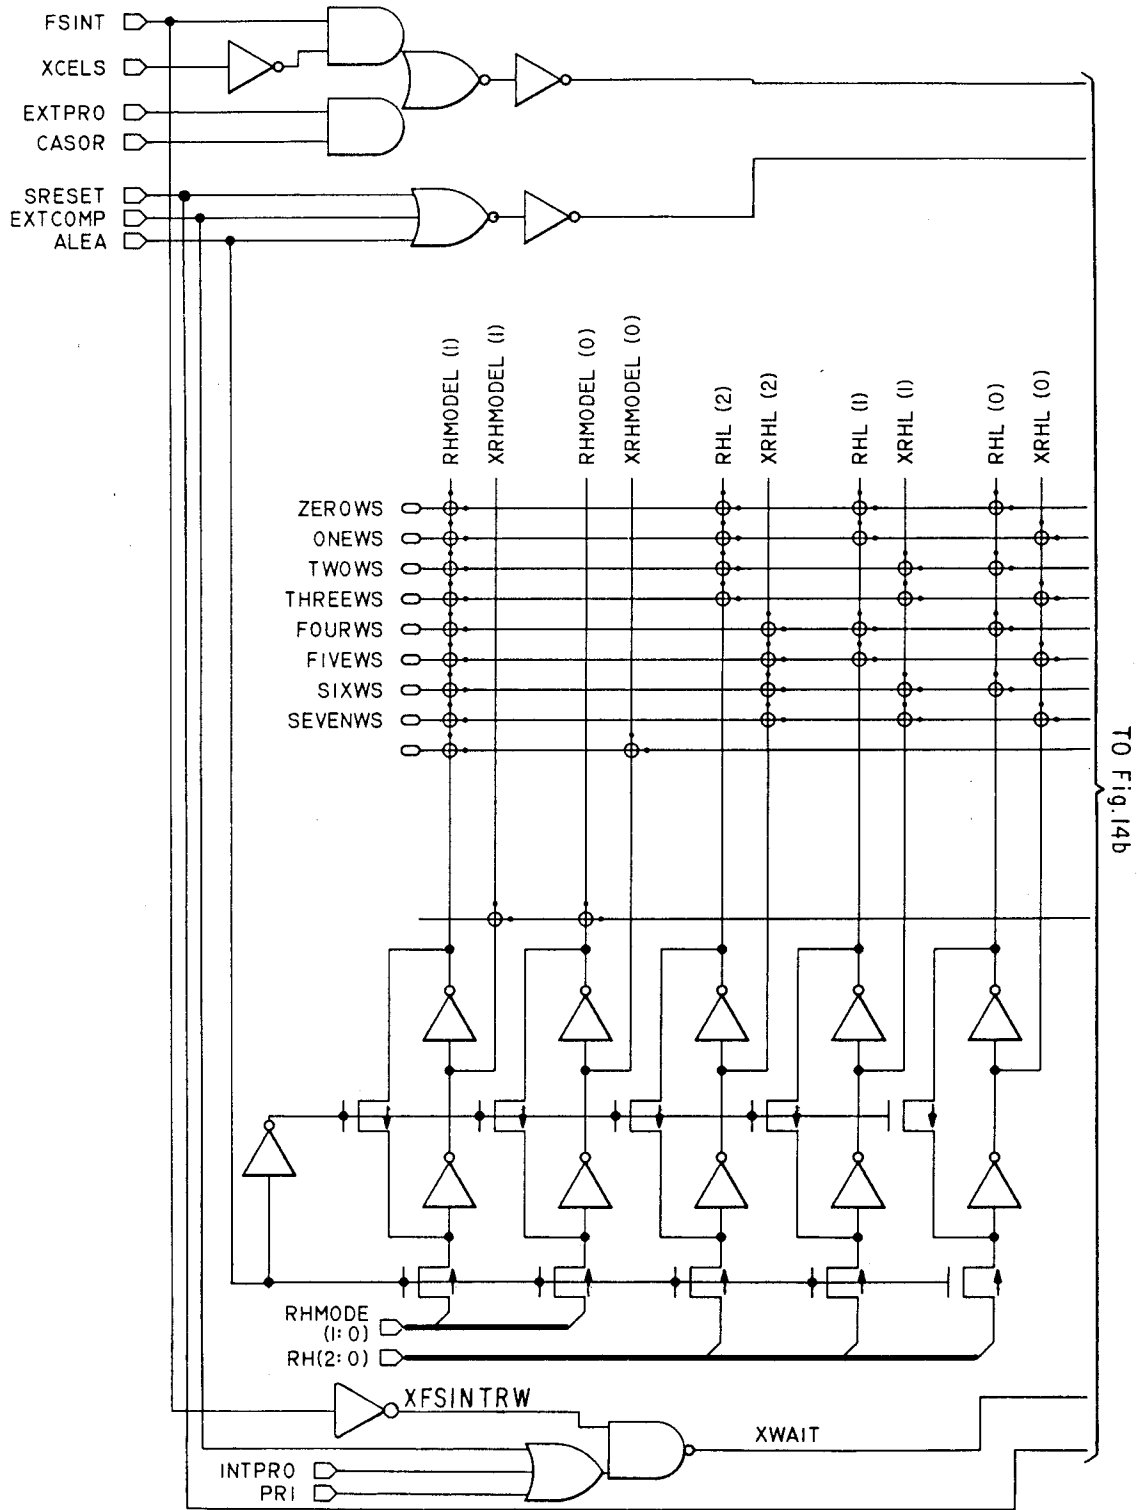 FSINT
XCELS
EXTPRO
CASOR
SRESET
EXTCOMP
ALEA
RHMODEL (1)
XRHMODEL (1)
RHMODEL (0)
XRHMODEL (0)
RHL (2)
XRHL (2)
RHL (1)
XRHL (1)
RHL (0)
XRHL (0)
ZEROWS
ONEWS
TWOWS
THREEWS
FOURWS
FIVEWS
SIXWS
SEVENWS
TO Fig.14b
RHMODE
(1:0)
RH(2:0)
XFSINTRW
XWAIT
INTPRO
PRI